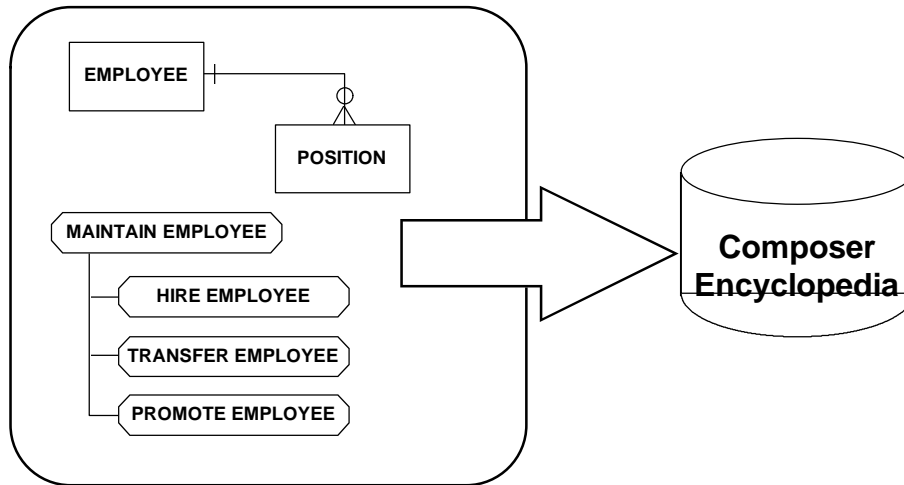 EMPLOYEE
POSITION
MAINTAIN EMPLOYEE
HIRE EMPLOYEE
TRANSFER EMPLOYEE
PROMOTE EMPLOYEE
Composer
Encyclopedia